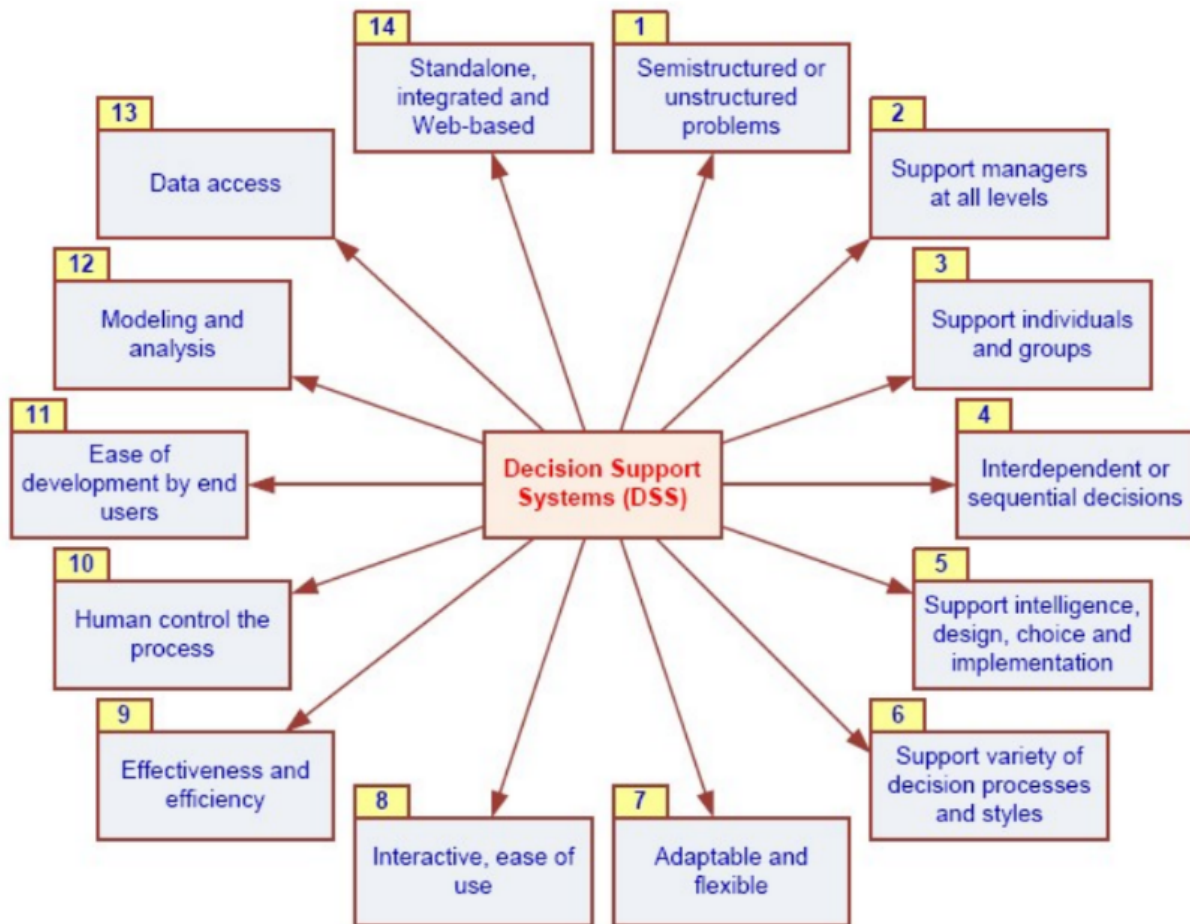 14
Standalone,
integrated and
Web-based
1
Semistructured or
unstructured
problems
13
Data access
2
Support managers
at all levels
12
Modeling and
analysis
3
Support individuals
and groups
11
Ease of
development by end
users
Decision Support
Systems (DSS)
4
Interdependent or
sequential decisions
10
Human control the
process
5
Support intelligence,
design, choice and
implementation
9
Effectiveness and
efficiency
6
Support variety of
decision processes
and styles
8
Interactive, ease of
use
7
Adaptable and
flexible